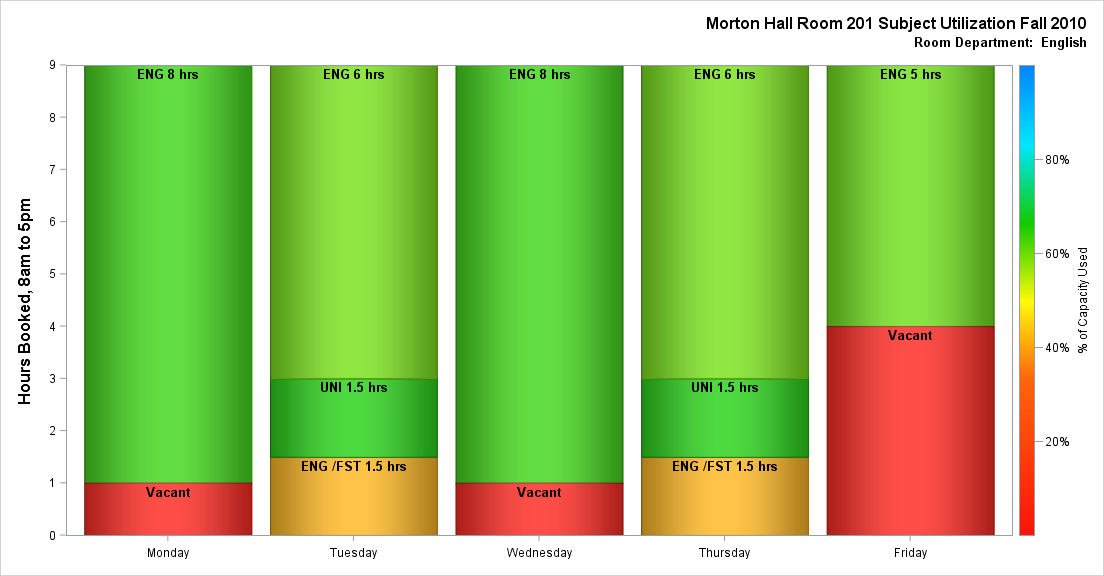 Morton Hall Room 201 Subject Utilization Fall 2010
Room Department:  English
Hours Booked, 8am to 5pm
9
8
7
6
5
4
3
2
1
0
ENG 8 hrs
Vacant
ENG 6 hrs
UNI 1.5 hrs
ENG /FST 1.5 hrs
ENG 8 hrs
Vacant
ENG 6 hrs
UNI 1.5 hrs
ENG /FST 1.5 hrs
ENG 5 hrs
Vacant
Monday
Tuesday
Wednesday
Thursday
Friday
80%
60%
40%
20%
% of Capacity Used